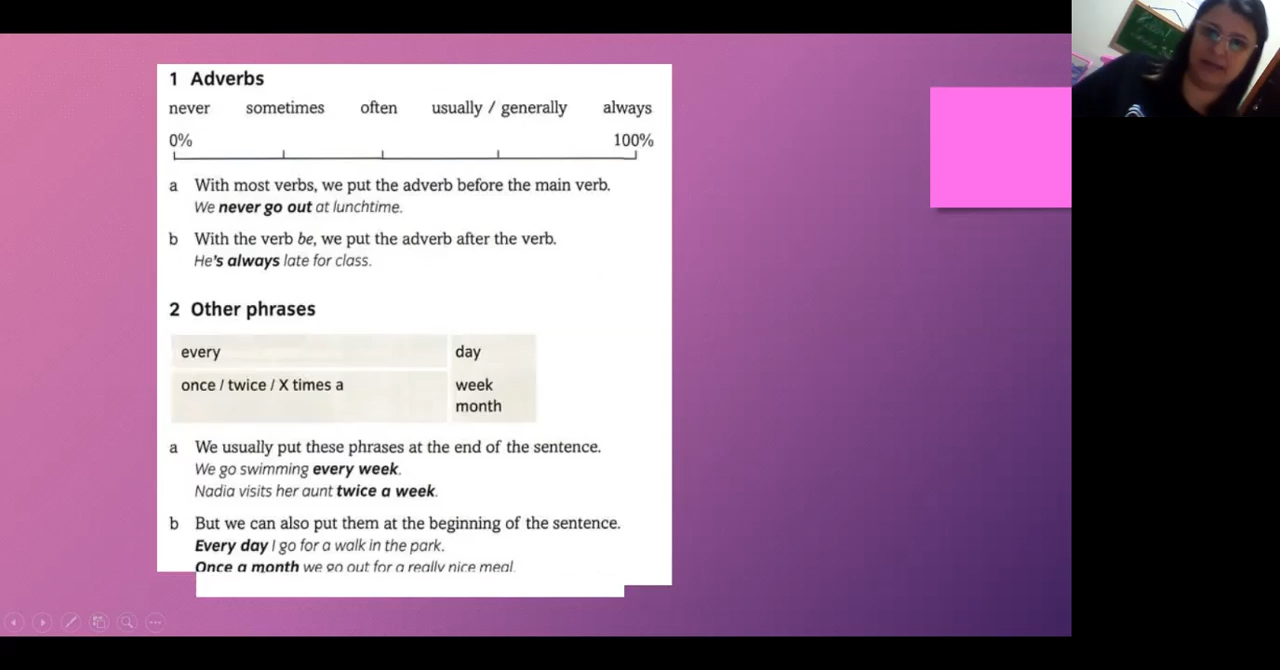 1 Adverbs
never sometimes often usually / generally always
0% 100%
a With most verbs, we put the adverb before the main verb.
We never go out at lunchtime.
b With the verb be, we put the adverb after the verb.
He's always late for class.
2 Other phrases
every day
once / twice / X times a week
month
a We usually put these phrases at the end of the sentence.
We go swimming every week.
Nadia visits her aunt twice a week.
b But we can also put them at the beginning of the sentence.
Every day I go for a walk in the park.
Once a month we go out for a really nice meal.